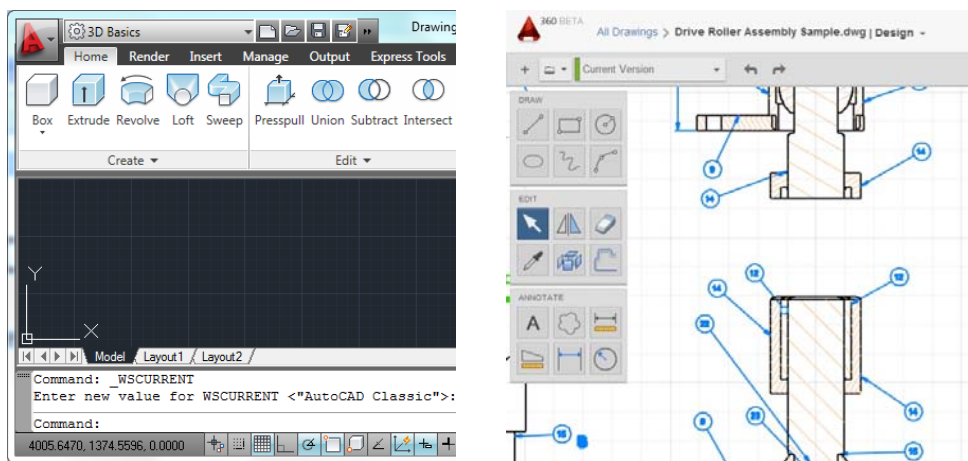 3D Basics
Drawing
Home Render Insert Manage Output Express Tools
Box Extrude Revolve Loft Sweep Presspull Union Subtract Intersect
Create Edit
Y
X
Model Layout1 Layout2
Command: _WSCURRENT
Enter new value for WSCURRENT <"AutoCAD Classic">:
Command:
4005.6470, 1374.5596, 0.0000
360 BETA
All Drawings > Drive Roller Assembly Sample.dwg | Design
Current Version
DRAW
EDIT
ANNOTATE
A
9
14
14
14
12
12
14
22
14
23
9
15
15